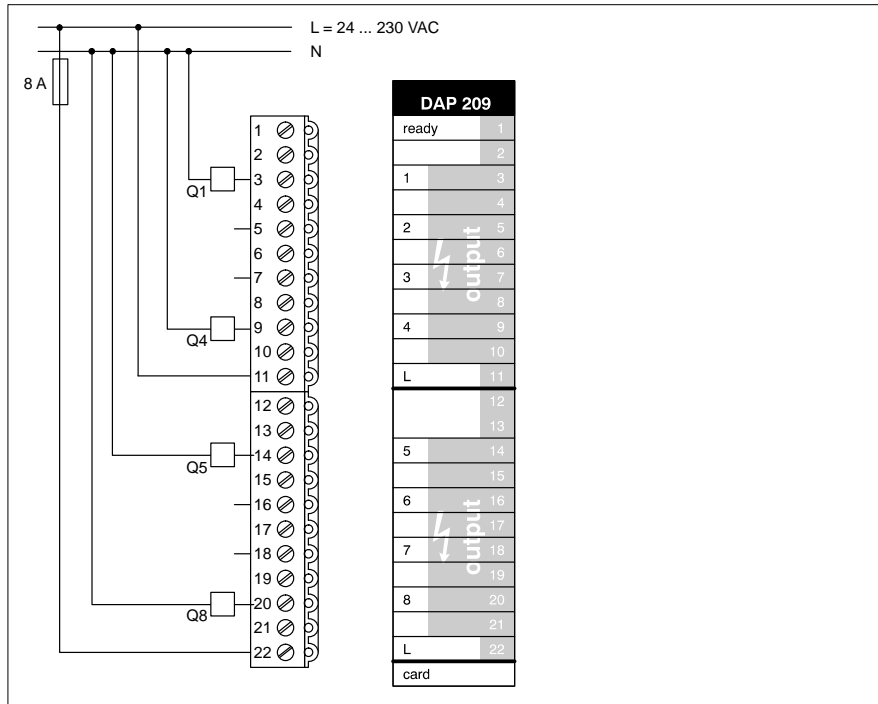 L = 24 ... 230 VAC
N
8 A
1
2
Q1
3
4
5
6
7
8
Q4
9
10
11
12
13
Q5
14
15
16
17
18
19
Q8
20
21
22
DAP 209
ready 1
2
1 3
4
2 5
6
3 7
8
4 9
10
L 11
output
12
13
5 14
15
6 16
17
7 18
19
8 20
21
L 22
output
card